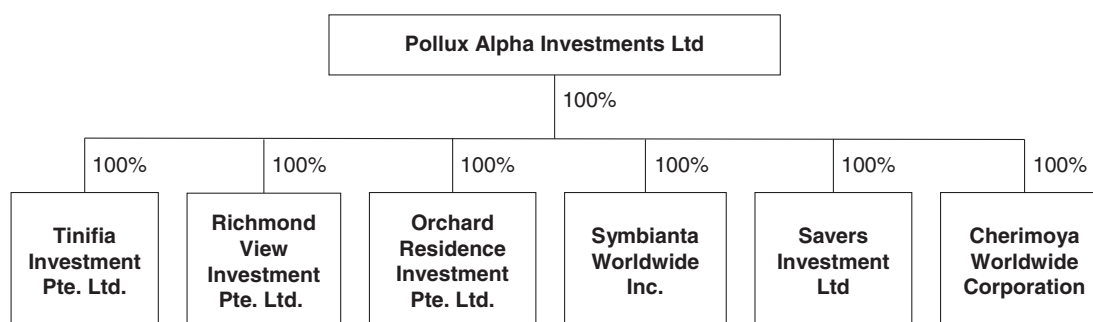 Pollux Alpha Investments Ltd
100%
100%
100%
100%
100%
100%
100%
Tinifia
Investment
Pte. Ltd.
Richmond
View
Investment
Pte. Ltd.
Orchard
Residence
Investment
Pte. Ltd.
Symbianta
Worldwide
Inc.
Savers
Investment
Ltd
Cherimoya
Worldwide
Corporation